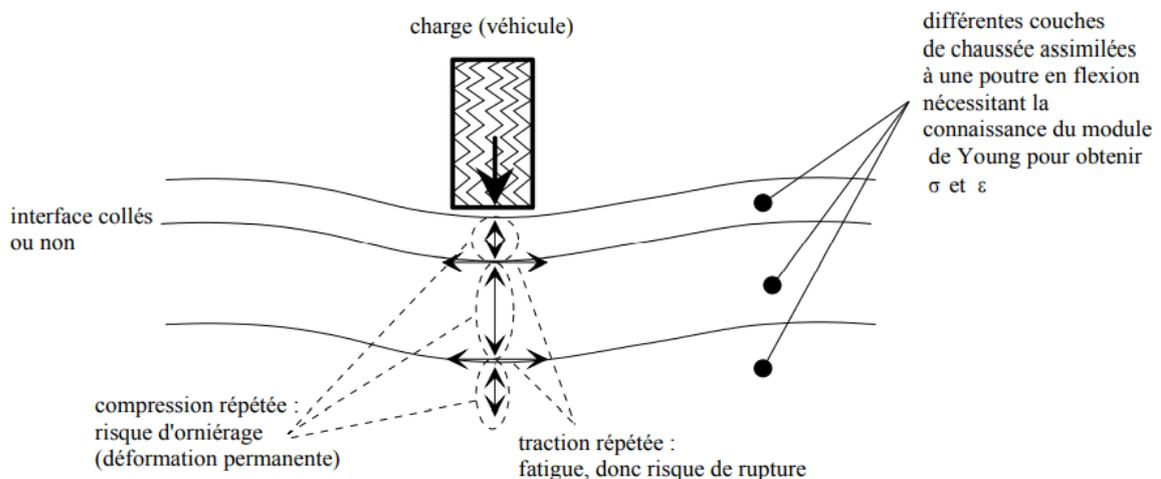 charge (véhicule)
différentes couches
de chaussée assimilées
à une poutre en flexion
nécessitant la
connaissance du module
de Young pour obtenir
σ et ε
interface collés
ou non
compression répétée :
risque d'orniérage
(déformation permanente)
traction répétée :
fatigue, donc risque de rupture